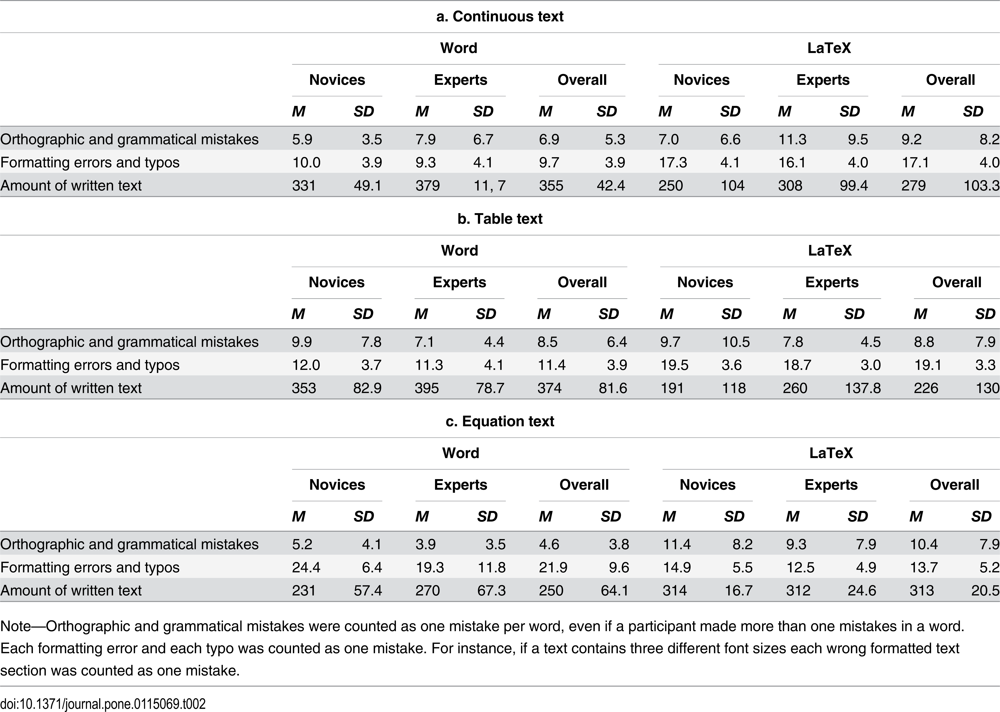 a. Continuous text
Word LaTeX
Novices Experts Overall Novices Experts Overall
M SD M SD M SD M SD M SD M SD
Orthographic and grammatical mistakes 5.9 3.5 7.9 6.7 6.9 5.3 7.0 6.6 11.3 9.5 9.2 8.2
Formatting errors and typos 10.0 3.9 9.3 4.1 9.7 3.9 17.3 4.1 16.1 4.0 17.1 4.0
Amount of written text 331 49.1 379 11, 7 355 42.4 250 104 308 99.4 279 103.3
b. Table text
Word LaTeX
Novices Experts Overall Novices Experts Overall
M SD M SD M SD M SD M SD M SD
Orthographic and grammatical mistakes 9.9 7.8 7.1 4.4 8.5 6.4 9.7 10.5 7.8 4.5 8.8 7.9
Formatting errors and typos 12.0 3.7 11.3 4.1 11.4 3.9 19.5 3.6 18.7 3.0 19.1 3.3
Amount of written text 353 82.9 395 78.7 374 81.6 191 118 260 137.8 226 130
c. Equation text
Word LaTeX
Novices Experts Overall Novices Experts Overall
M SD M SD M SD M SD M SD M SD
Orthographic and grammatical mistakes 5.2 4.1 3.9 3.5 4.6 3.8 11.4 8.2 9.3 7.9 10.4 7.9
Formatting errors and typos 24.4 6.4 19.3 11.8 21.9 9.6 14.9 5.5 12.5 4.9 13.7 5.2
Amount of written text 231 57.4 270 67.3 250 64.1 314 16.7 312 24.6 313 20.5
Note—Orthographic and grammatical mistakes were counted as one mistake per word, even if a participant made more than one mistakes in a word.
Each formatting error and each typo was counted as one mistake. For instance, if a text contains three different font sizes each wrong formatted text
section was counted as one mistake.
doi:10.1371/journal.pone.0115069.t002